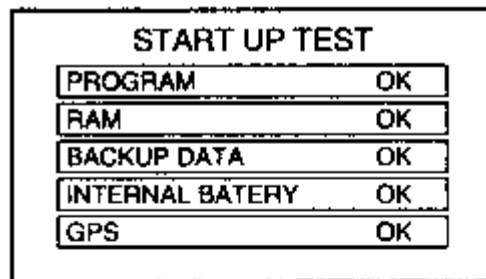 START UP TEST
PROGRAM OK
RAM OK
BACKUP DATA OK
INTERNAL BATERY OK
GPS OK